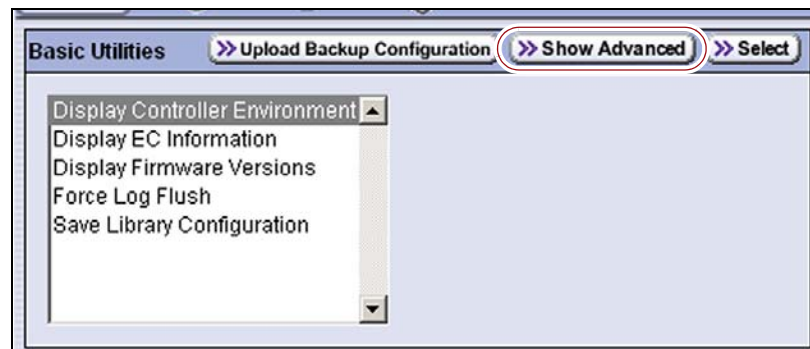 Basic Utilities >> Upload Backup Configuration >> Show Advanced >> Select
Display Controller Environment
Display EC Information
Display Firmware Versions
Force Log Flush
Save Library Configuration